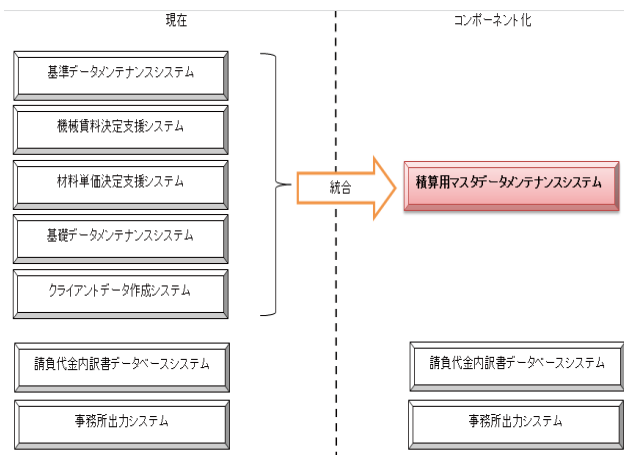 現在
コンポーネント化
基準データメンテナンスシステム
機械賃料決定支援システム
材料単価決定支援システム
基礎データメンテナンスシステム
クライアントデータ作成システム
統合
積算用マスタデータメンテナンスシステム
請負代金内訳書データベースシステム
請負代金内訳書データベースシステム
事務所出力システム
事務所出力システム